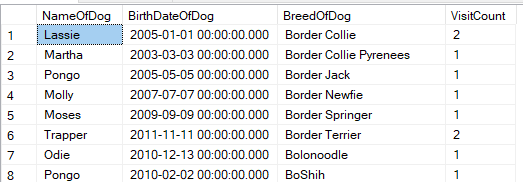 NameOfDog BirthDateOfDog BreedOfDog VisitCount
1 Lassie 2005-01-01 00:00:00.000 Border Collie 2
2 Martha 2003-03-03 00:00:00.000 Border Collie Pyrenees 1
3 Pongo 2005-05-05 00:00:00.000 Border Jack 1
4 Molly 2007-07-07 00:00:00.000 Border Newfie 1
5 Moses 2009-09-09 00:00:00.000 Border Springer 1
6 Trapper 2011-11-11 00:00:00.000 Border Terrier 2
7 Odie 2010-12-13 00:00:00.000 Bolonoodle 1
8 Pongo 2010-02-02 00:00:00.000 BoShih 1